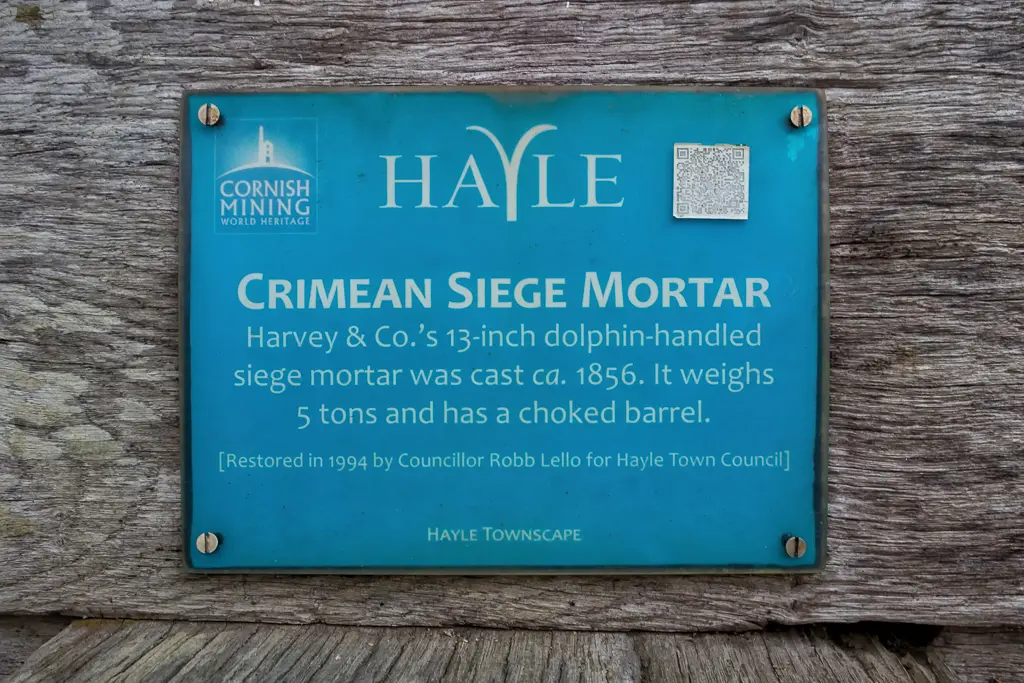 CORNISH
MINING
WORLD HERITAGE
HAYLE
CRIMEAN SIEGE MORTAR
Harvey & Co.'s 13-inch dolphin-handled
siege mortar was cast ca. 1856. It weighs
5 tons and has a choked barrel.
[Restored in 1994 by Councillor Robb Lello for Hayle Town Council]
HAYLE TOWNSCAPE